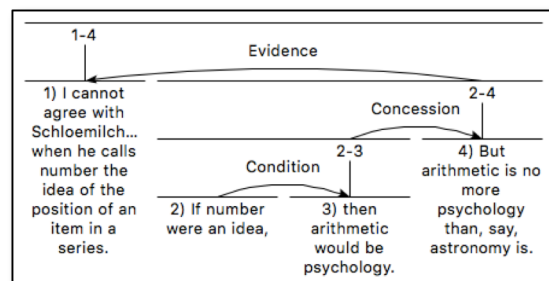 1-4
Evidence
1) I cannot
agree with
Schloemilch...
when he calls
number the
idea of the
position of an
item in a
series.
2-4
Concession
2-3
Condition
2) If number
were an idea,
3) then
arithmetic
would be
psychology.
4) But
arithmetic is no
more
psychology
than, say,
astronomy is.